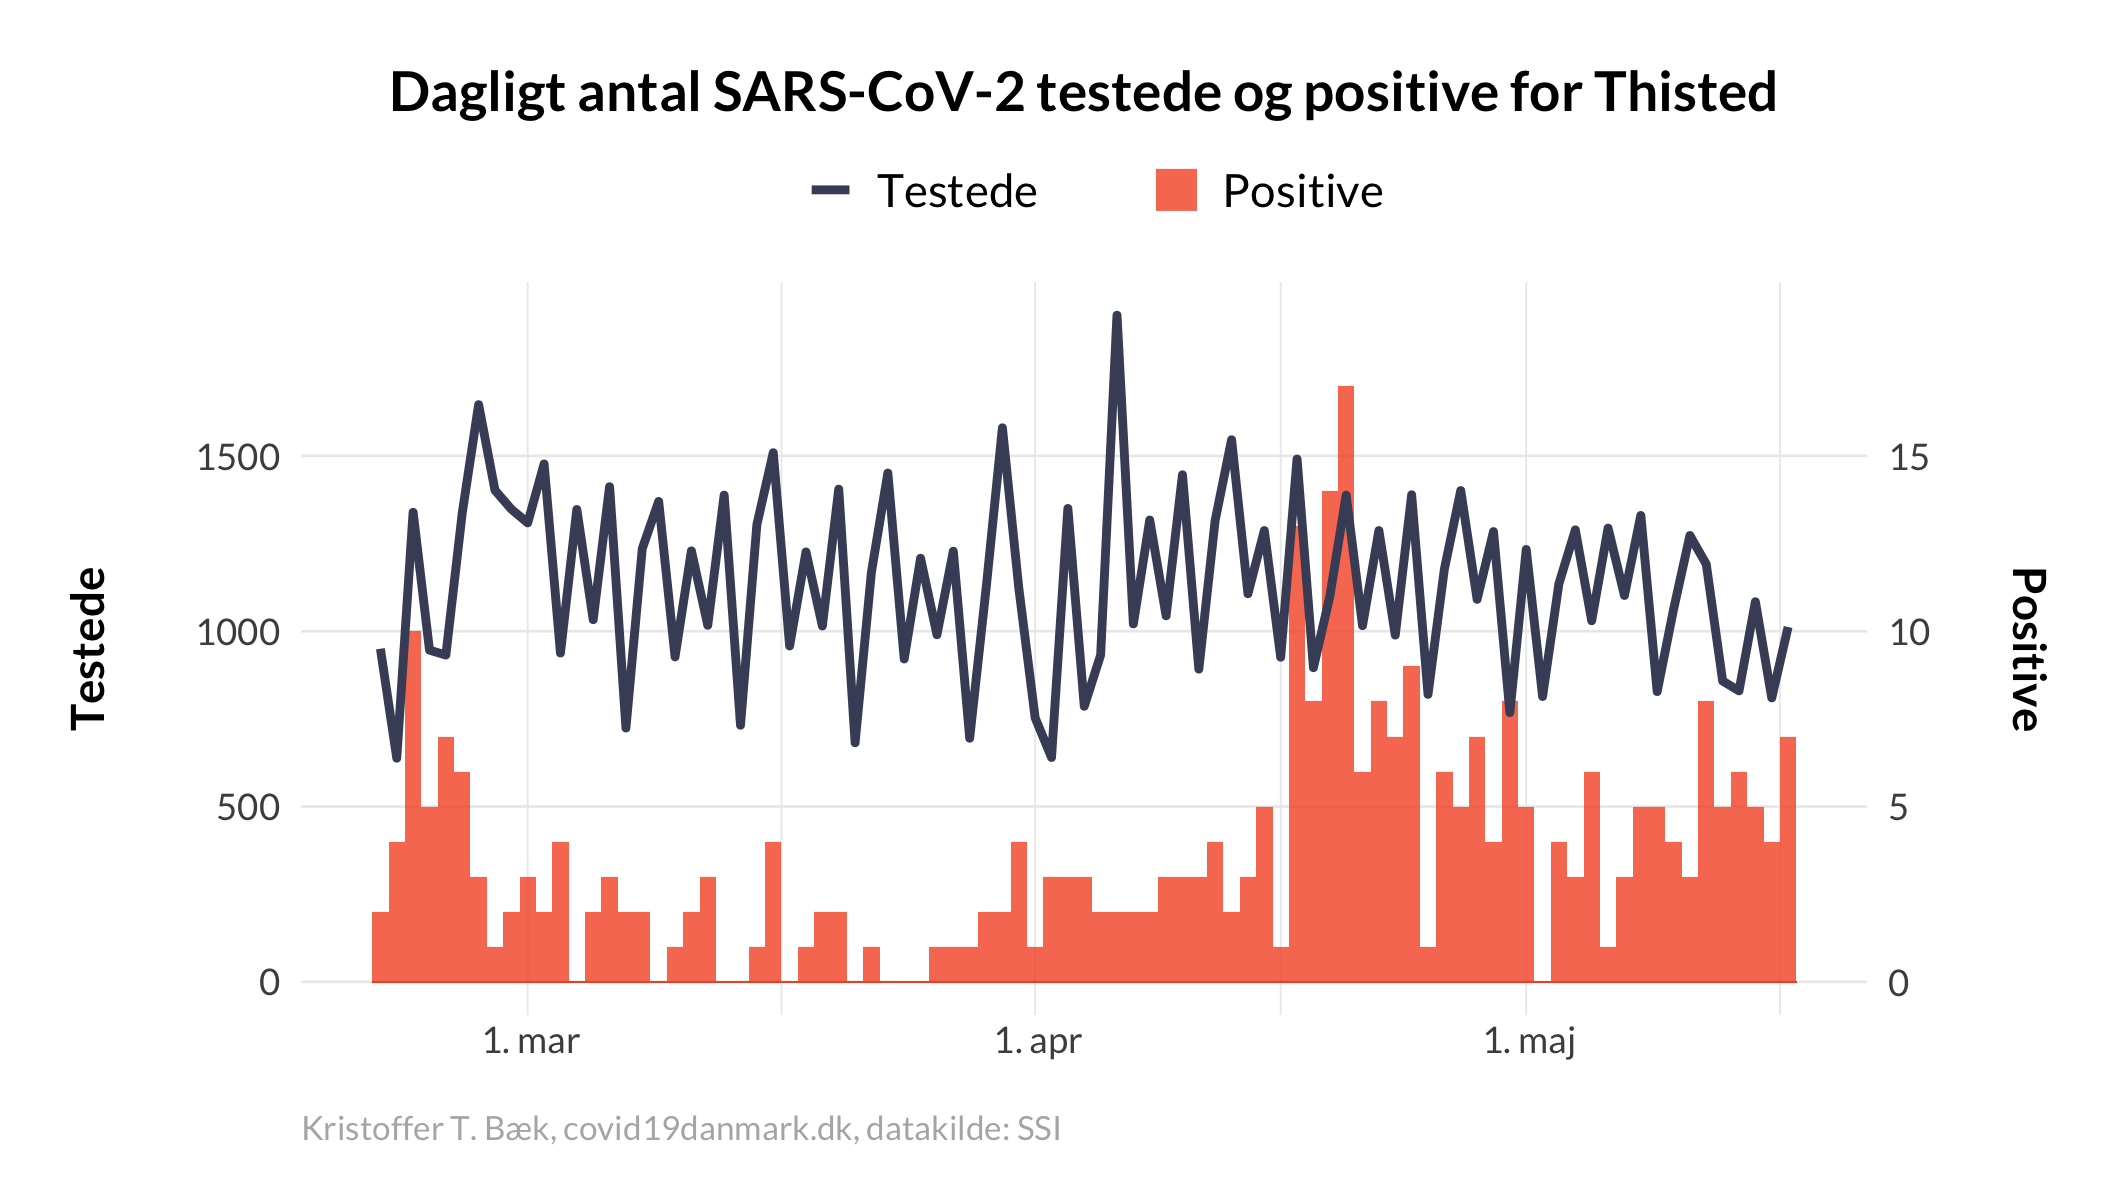 Dagligt antal SARS-CoV-2 testede og positive for Thisted
Testede
Positive
1500
1000
500
0
15
10
5
0
Testede
Positive
1. mar
1. apr
1. maj
Kristoffer T. Bæk, covid19danmark.dk, datakilde: SSI